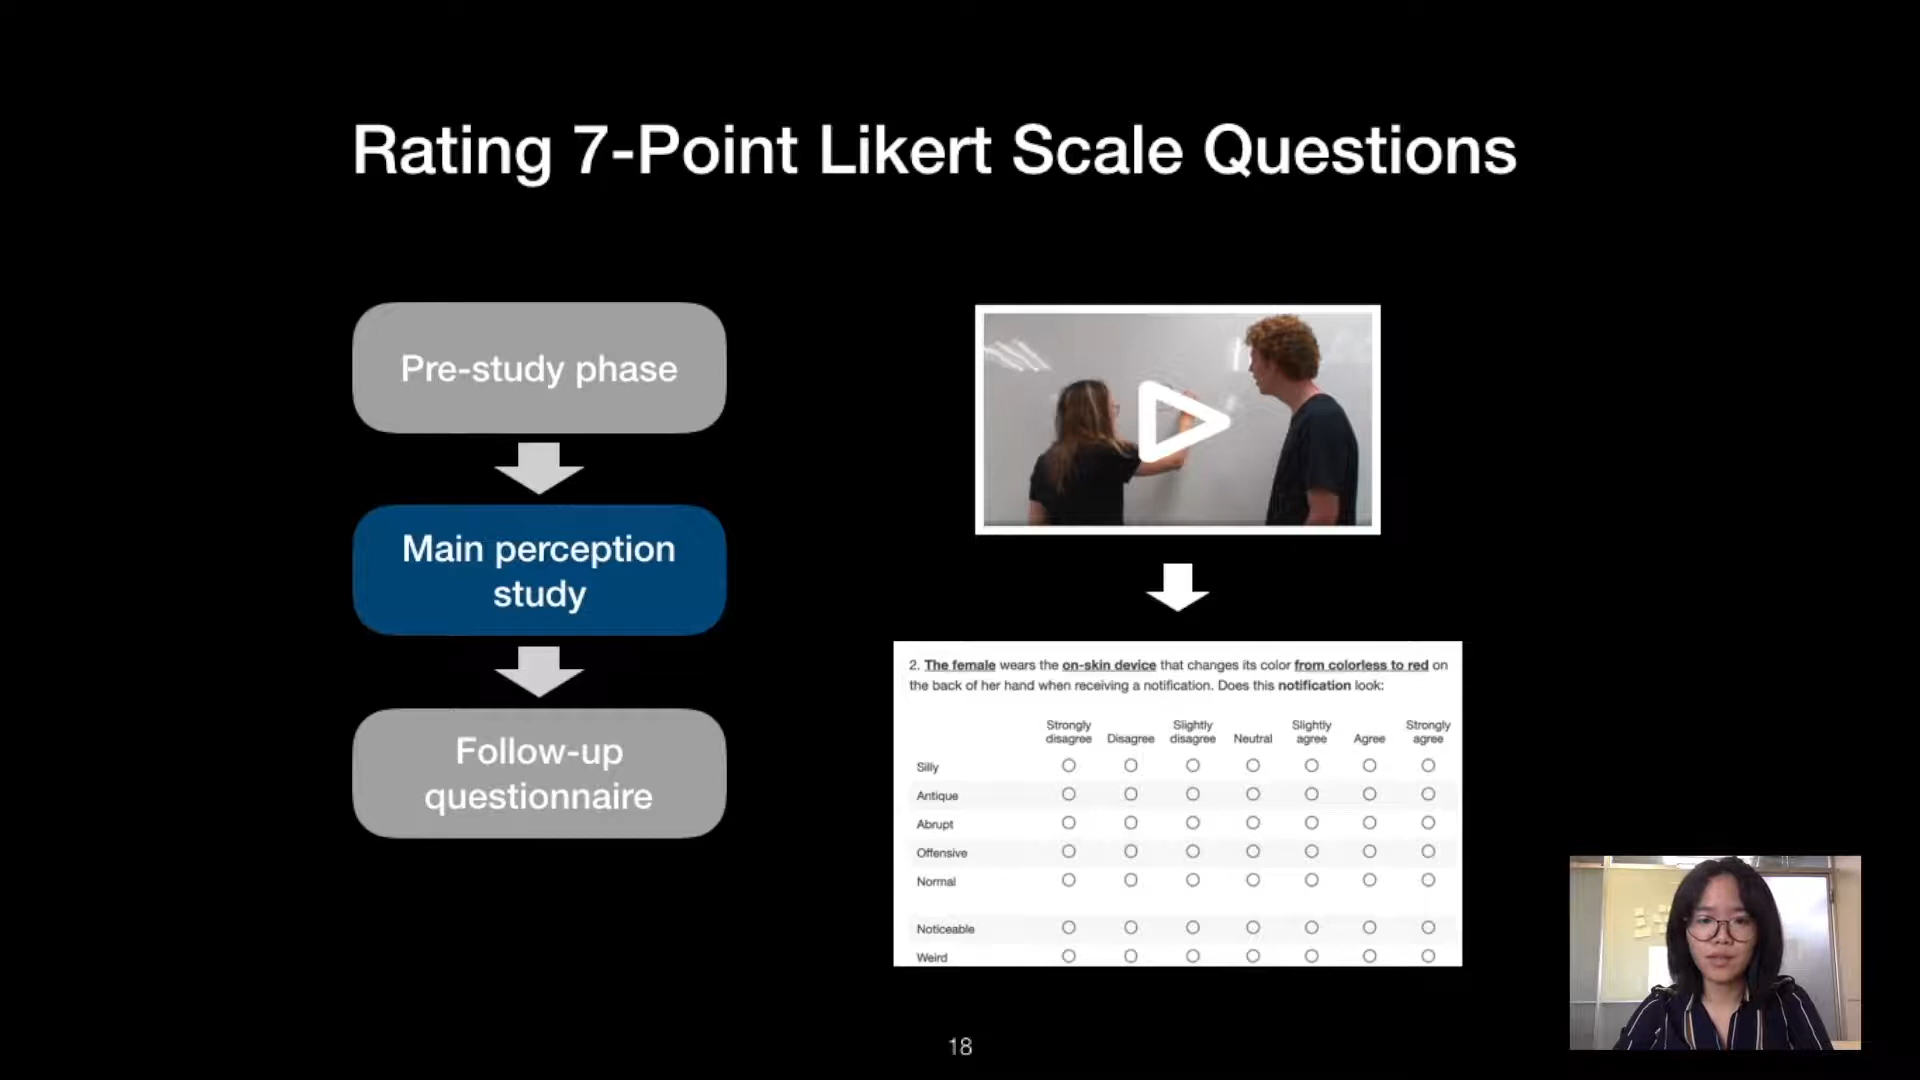 Rating 7-Point Likert Scale Questions
Pre-study phase
Main perception
study
Follow-up
questionnaire
2. The female wears the on-skin device that changes its color from colorless to red on
the back of her hand when receiving a notification. Does this notification look:
Strongly disagree Disagree Slightly disagree Neutral Slightly agree Agree Strongly agree
Silly
Antique
Abrupt
Offensive
Normal
Noticeable
Weird
18